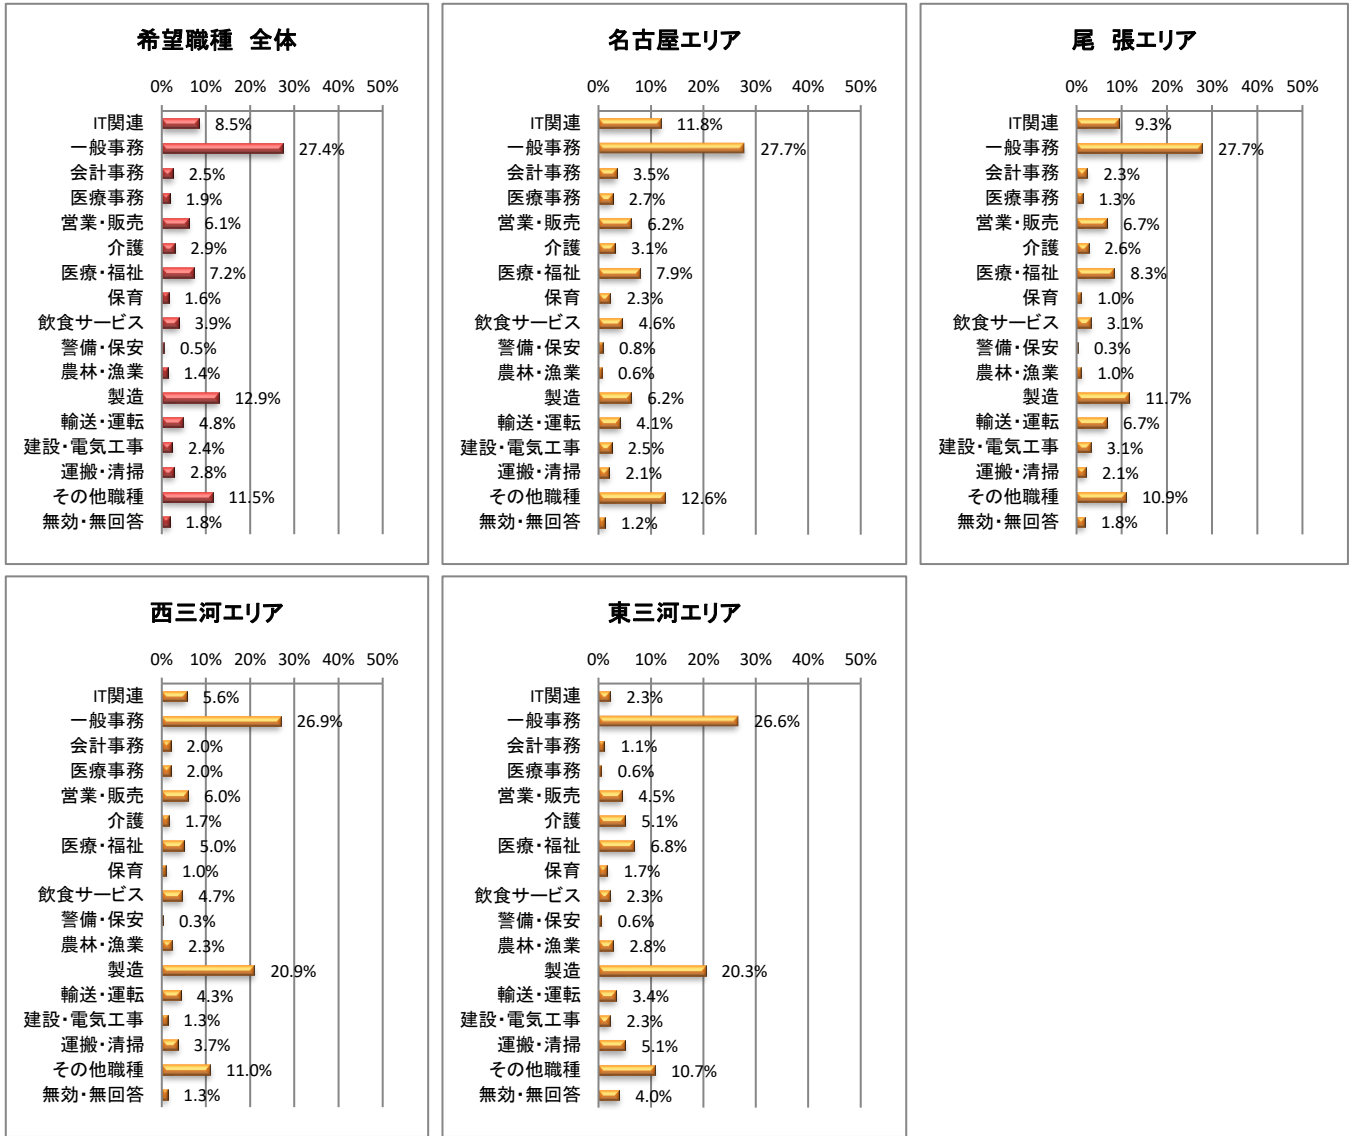 希望職種　全体
0% 10% 20% 30% 40% 50%
IT関連 8.5%
一般事務 27.4%
会計事務 2.5%
医療事務 1.9%
営業・販売 6.1%
介護 2.9%
医療・福祉 7.2%
保育 1.6%
飲食サービス 3.9%
警備・保安 0.5%
農林・漁業 1.4%
製造 12.9%
輸送・運転 4.8%
建設・電気工事 2.4%
運搬・清掃 2.8%
その他職種 11.5%
無効・無回答 1.8%
名古屋エリア
0% 10% 20% 30% 40% 50%
IT関連 11.8%
一般事務 27.7%
会計事務 3.5%
医療事務 2.7%
営業・販売 6.2%
介護 3.1%
医療・福祉 7.9%
保育 2.3%
飲食サービス 4.6%
警備・保安 0.8%
農林・漁業 0.6%
製造 6.2%
輸送・運転 4.1%
建設・電気工事 2.5%
運搬・清掃 2.1%
その他職種 12.6%
無効・無回答 1.2%
尾　張エリア
0% 10% 20% 30% 40% 50%
IT関連 9.3%
一般事務 27.7%
会計事務 2.3%
医療事務 1.3%
営業・販売 6.7%
介護 2.6%
医療・福祉 8.3%
保育 1.0%
飲食サービス 3.1%
警備・保安 0.3%
農林・漁業 1.0%
製造 11.7%
輸送・運転 6.7%
建設・電気工事 3.1%
運搬・清掃 2.1%
その他職種 10.9%
無効・無回答 1.8%
西三河エリア
0% 10% 20% 30% 40% 50%
IT関連 5.6%
一般事務 26.9%
会計事務 2.0%
医療事務 2.0%
営業・販売 6.0%
介護 1.7%
医療・福祉 5.0%
保育 1.0%
飲食サービス 4.7%
警備・保安 0.3%
農林・漁業 2.3%
製造 20.9%
輸送・運転 4.3%
建設・電気工事 1.3%
運搬・清掃 3.7%
その他職種 11.0%
無効・無回答 1.3%
東三河エリア
0% 10% 20% 30% 40% 50%
IT関連 2.3%
一般事務 26.6%
会計事務 1.1%
医療事務 0.6%
営業・販売 4.5%
介護 5.1%
医療・福祉 6.8%
保育 1.7%
飲食サービス 2.3%
警備・保安 0.6%
農林・漁業 2.8%
製造 20.3%
輸送・運転 3.4%
建設・電気工事 2.3%
運搬・清掃 5.1%
その他職種 10.7%
無効・無回答 4.0%